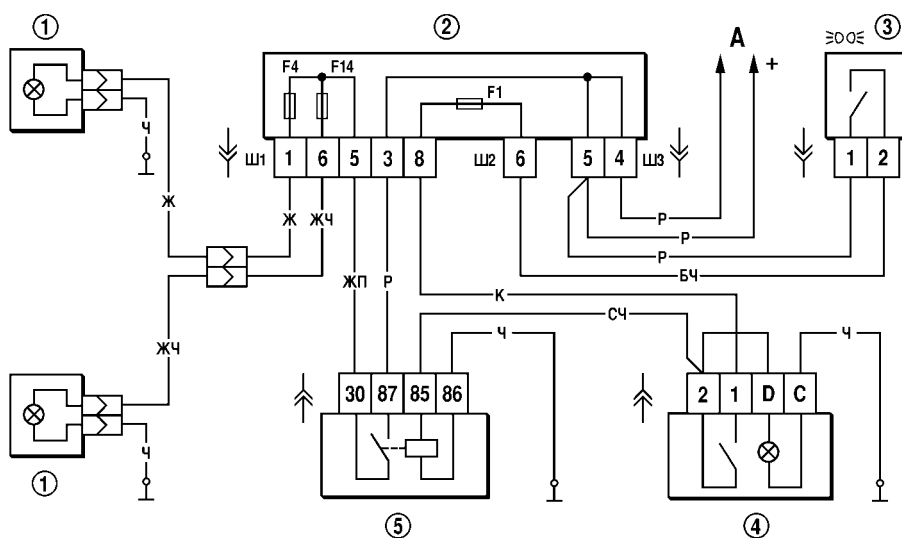 1 2 3
F4 F14 A +
F1
Ч
Ш1 1 6 5 3 8 Ш2 6 5 4 Ш3 1 2
Ж Ж ЖЧ Р
Р
Р
ЖП Р БЧ
К
СЧ
ЖЧ Ч Ч
30 87 85 86 2 1 D C
Ч
1
5 4